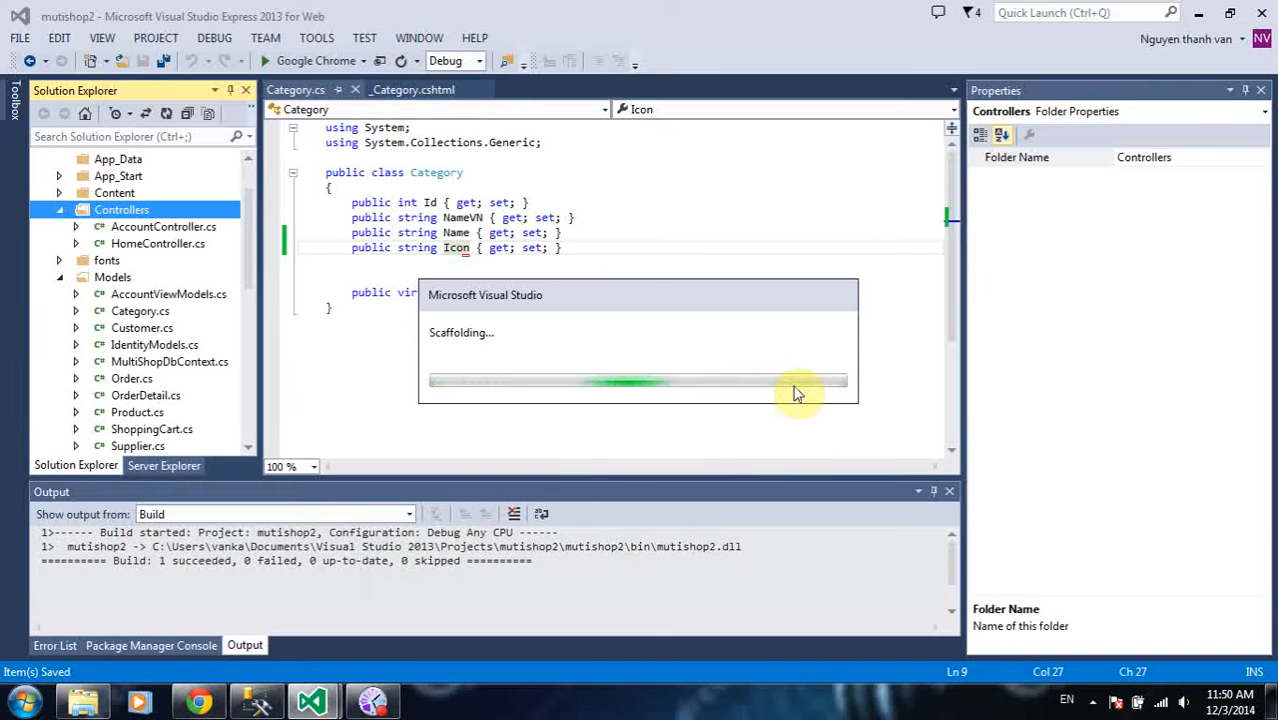 mutishop2 - Microsoft Visual Studio Express 2013 for Web
4
Quick Launch (Ctrl+Q)
FILE EDIT VIEW PROJECT DEBUG TEAM TOOLS TEST WINDOW HELP
Nguyen thanh van
NV
Google Chrome
Debug
Toolbox
Solution Explorer
Search Solution Explorer (Ctrl+;)
App_Data
App_Start
Content
Controllers
AccountController.cs
HomeController.cs
fonts
Models
AccountViewModels.cs
Category.cs
Customer.cs
IdentityModels.cs
MultiShopDbContext.cs
Order.cs
OrderDetail.cs
Product.cs
ShoppingCart.cs
Supplier.cs
Solution Explorer Server Explorer
Category.cs
_Category.cshtml
Category
Icon
using System;
using System.Collections.Generic;
public class Category
{
public int Id { get; set; }
public string NameVN { get; set; }
public string Name { get; set; }
public string Icon { get; set; }
public vir
}
100 %
Microsoft Visual Studio
Scaffolding...
Properties
Controllers Folder Properties
Folder Name Controllers
Folder Name
Name of this folder
Output
Show output from: Build
1>------ Build started: Project: mutishop2, Configuration: Debug Any CPU ------
1> mutishop2 -> C:\Users\vanka\Documents\Visual Studio 2013\Projects\mutishop2\mutishop2\bin\mutishop2.dll
========== Build: 1 succeeded, 0 failed, 0 up-to-date, 0 skipped ==========
Error List Package Manager Console Output
Item(s) Saved
Ln 9 Col 27 Ch 27 INS
EN
11:50 AM
12/3/2014